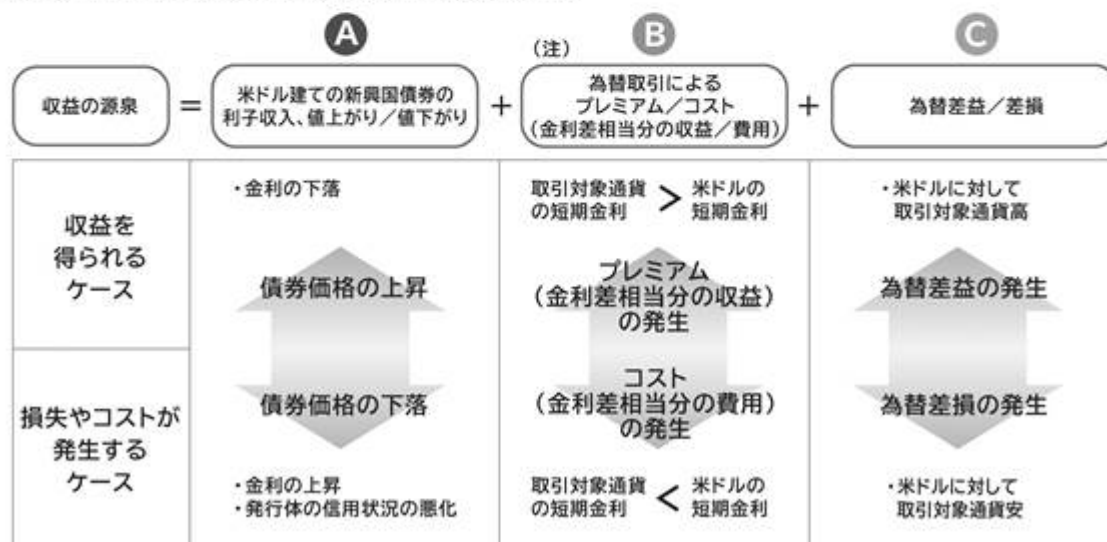 A
B
C
(注)
収益の源泉
=
米ドル建ての新興国債券の
利子収入、値上がり／値下がり
+
為替取引による
プレミアム／コスト
(金利差相当分の収益／費用)
+
為替差益／差損
収益を
得られる
ケース
・金利の下落
債券価格の上昇
取引対象通貨
の短期金利
>
米ドルの
短期金利
プレミアム
(金利差相当分の収益)
の発生
・米ドルに対して
取引対象通貨高
為替差益の発生
損失やコストが
発生する
ケース
債券価格の下落
・金利の上昇
・発行体の信用状況の悪化
コスト
(金利差相当分の費用)
の発生
取引対象通貨
の短期金利
<
米ドルの
短期金利
為替差損の発生
・米ドルに対して
取引対象通貨安